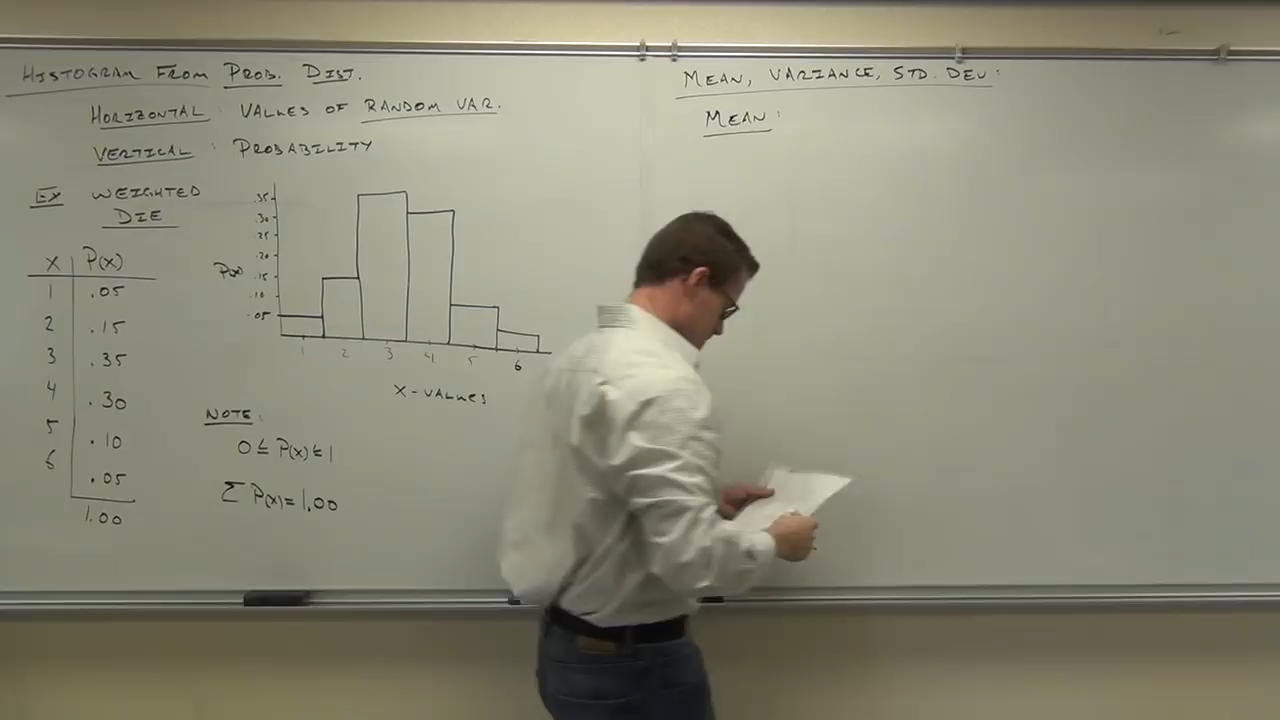 HISTOGRAM FROM PROB. DIST.
HORIZONTAL: VALUES OF RANDOM VAR.
VERTICAL: PROBABILITY
EX WEIGHTED
DIE
X P(x)
1 .05
2 .15
3 .35
4 .30
5 .10
6 .05
1.00
.35
.30
.25
.20
P(x) .15
.10
.05
1 2 3 4 5 6
X-VALUES
NOTE:
0 ≤ P(x) ≤ 1
Σ P(x) = 1.00
MEAN, VARIANCE, STD. DEV:
MEAN: